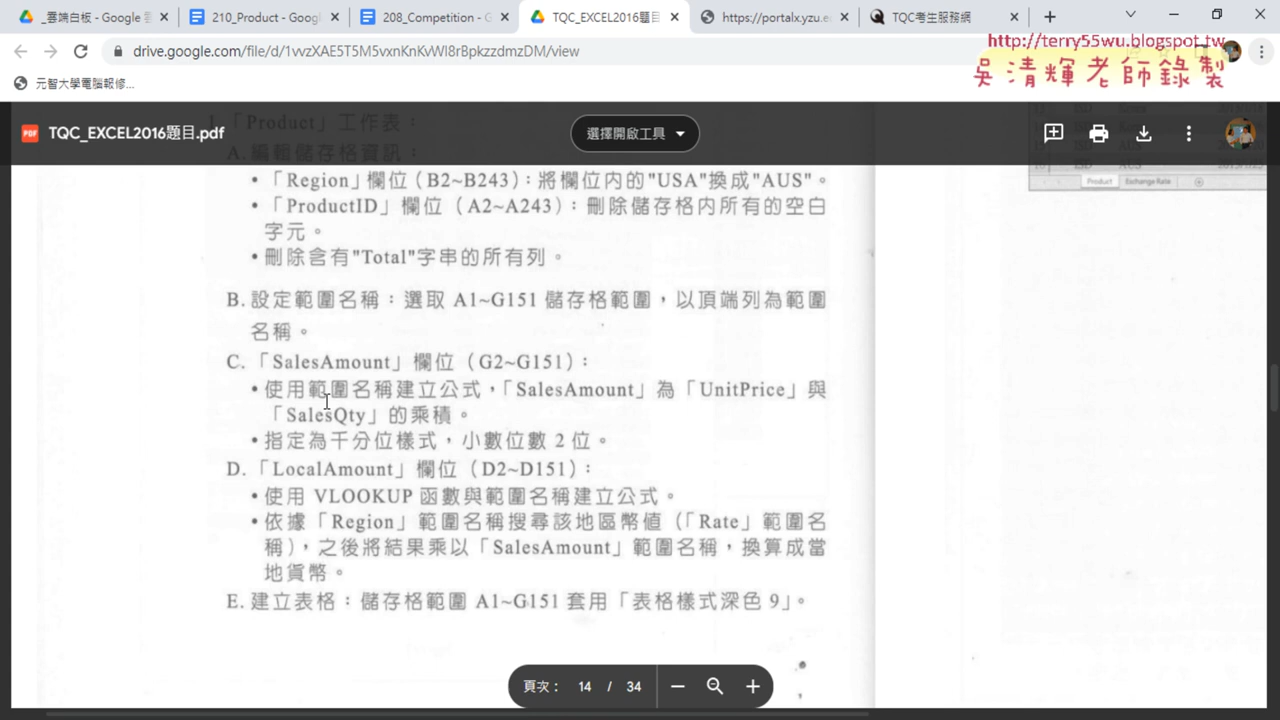 _雲端白板 - Google 雲
210_Product - Googl
208_Competition - G
TQC_EXCEL2016題目
https://portalx.yzu.e
TQC考生服務網
drive.google.com/file/d/1vvzXAE5T5M5vxnKnKvWI8rBpkzzdmzDM/view
http://terry55wu.blogspot.tw
吳清輝老師錄製
元智大學電腦報修...
「Product」工作表：
TQC_EXCEL2016題目.pdf
選擇開啟工具
A. 編輯儲存格資訊：
•「Region」欄位（B2~B243）：將欄位內的"USA"換成"AUS"。
•「ProductID」欄位（A2~A243）：刪除儲存格內所有的空白
字元。
•刪除含有"Total"字串的所有列。
B. 設定範圍名稱：選取 A1~G151 儲存格範圍，以頂端列為範圍
名稱。
C.「SalesAmount」欄位（G2~G151）：
•使用範圍名稱建立公式，「SalesAmount」為「UnitPrice」與
「SalesQty」的乘積。
•指定為千分位樣式，小數位數 2 位。
D.「LocalAmount」欄位（D2~D151）：
•使用 VLOOKUP 函數與範圍名稱建立公式。
•依據「Region」範圍名稱搜尋該地區幣值（「Rate」範圍名
稱），之後將結果乘以「SalesAmount」範圍名稱，換算成當
地貨幣。
E. 建立表格：儲存格範圍 A1~G151 套用「表格樣式深色 9」。
Product
Exchange Rate
頁次： 14 / 34